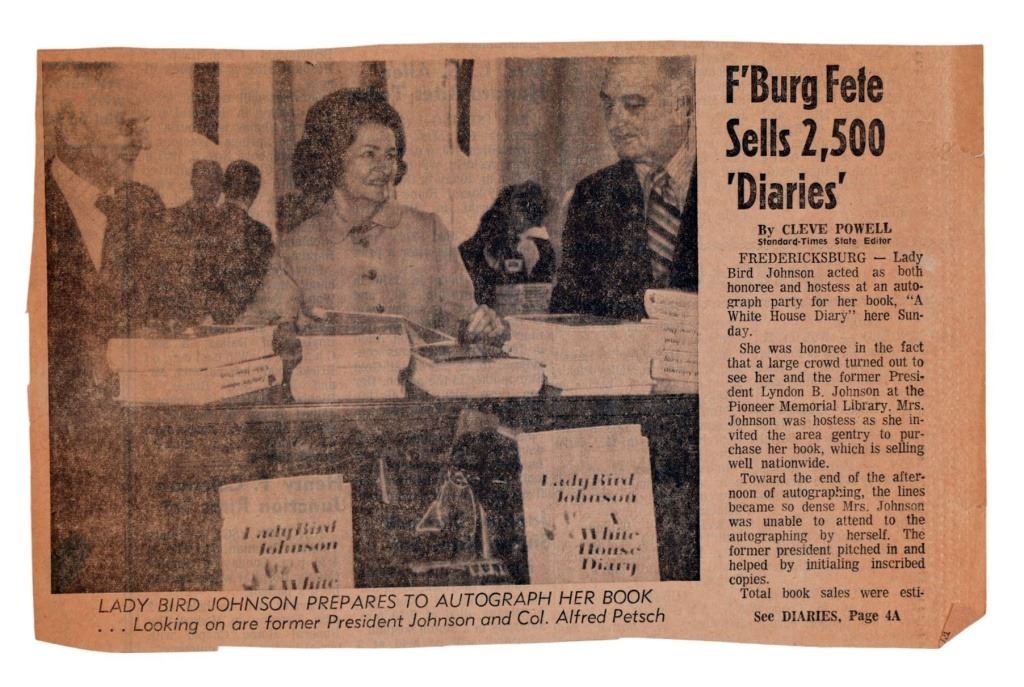 F'Burg Fete
Sells 2,500
'Diaries'
By CLEVE POWELL
Standard-Times State Editor
FREDERICKSBURG — Lady
Bird Johnson acted as both
honoree and hostess at an auto-
graph party for her book, "A
White House Diary" here Sun-
day.
She was honoree in the fact
that a large crowd turned out to
see her and the former Presi-
dent Lyndon B. Johnson at the
Pioneer Memorial Library. Mrs.
Johnson was hostess as she in-
vited the area gentry to pur-
chase her book, which is selling
well nationwide.
Toward the end of the after-
noon of autographing, the lines
became so dense Mrs. Johnson
was unable to attend to the
autographing by herself. The
former president pitched in and
helped by initialing inscribed
copies.
Total book sales were esti-
See DIARIES, Page 4A
Lady Bird
Johnson
A
White
Lady Bird
Johnson
A
White
House
Diary
LADY BIRD JOHNSON PREPARES TO AUTOGRAPH HER BOOK
. . . Looking on are former President Johnson and Col. Alfred Petsch